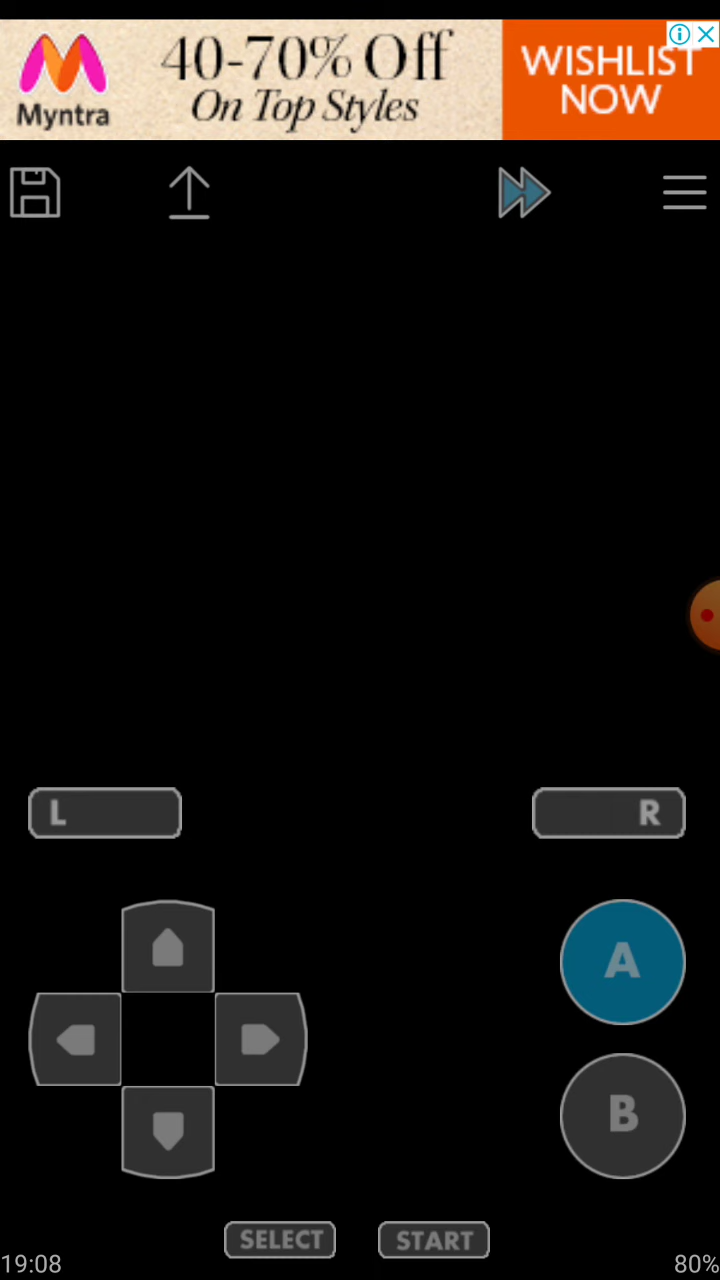 40-70% Off
On Top Styles
Myntra
WISHLIST
NOW
L
R
A
B
SELECT
START
19:08
80%